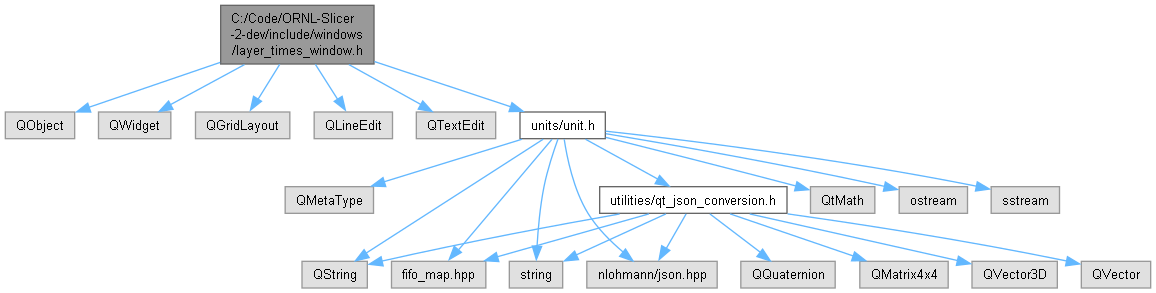 C:/Code/ORNL-Slicer
-2-dev/include/windows
/layer_times_window.h
QObject
QWidget
QGridLayout
QLineEdit
QTextEdit
units/unit.h
QMetaType
utilities/qt_json_conversion.h
QtMath
ostream
sstream
QString
fifo_map.hpp
string
nlohmann/json.hpp
QQuaternion
QMatrix4x4
QVector3D
QVector